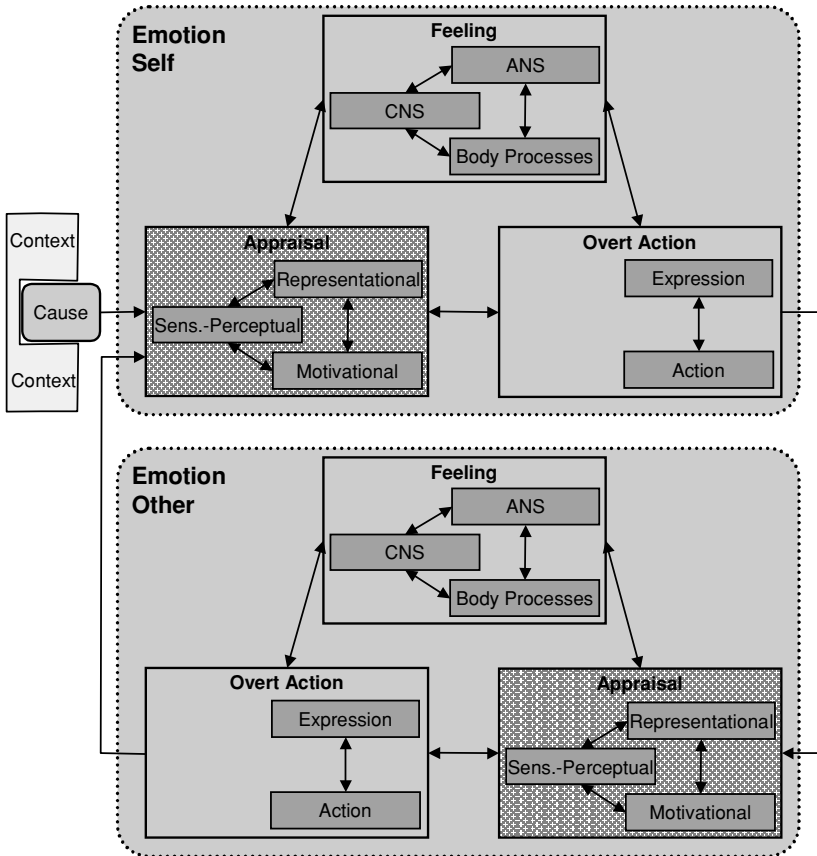 Emotion
Self
Feeling
ANS
CNS
Body Processes
Context
Cause
Context
Appraisal
Representational
Sens.-Perceptual
Motivational
Overt Action
Expression
Action
Emotion
Other
Feeling
ANS
CNS
Body Processes
Overt Action
Expression
Action
Appraisal
Representational
Sens.-Perceptual
Motivational